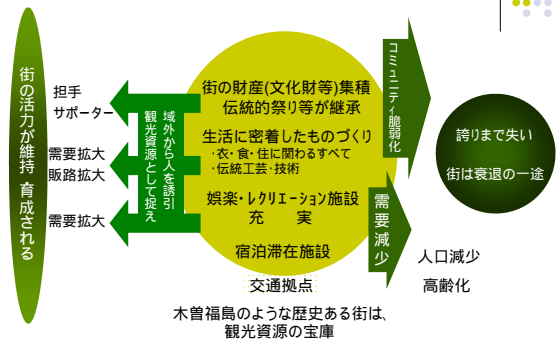 街の活力が維持 育成される
担手
サポーター
需要拡大
販路拡大
需要拡大
域外から人を誘引
観光資源として捉え
街の財産(文化財等)集積
伝統的祭り等が継承
生活に密着したものづくり
・衣・食・住に関わるすべて
・伝統工芸・技術
娯楽・レクリエーション施設
充　実
宿泊滞在施設
交通拠点
コミュニティ脆弱化
需要減少
誇りまで失い
街は衰退の一途
人口減少
高齢化
木曽福島のような歴史ある街は、
観光資源の宝庫